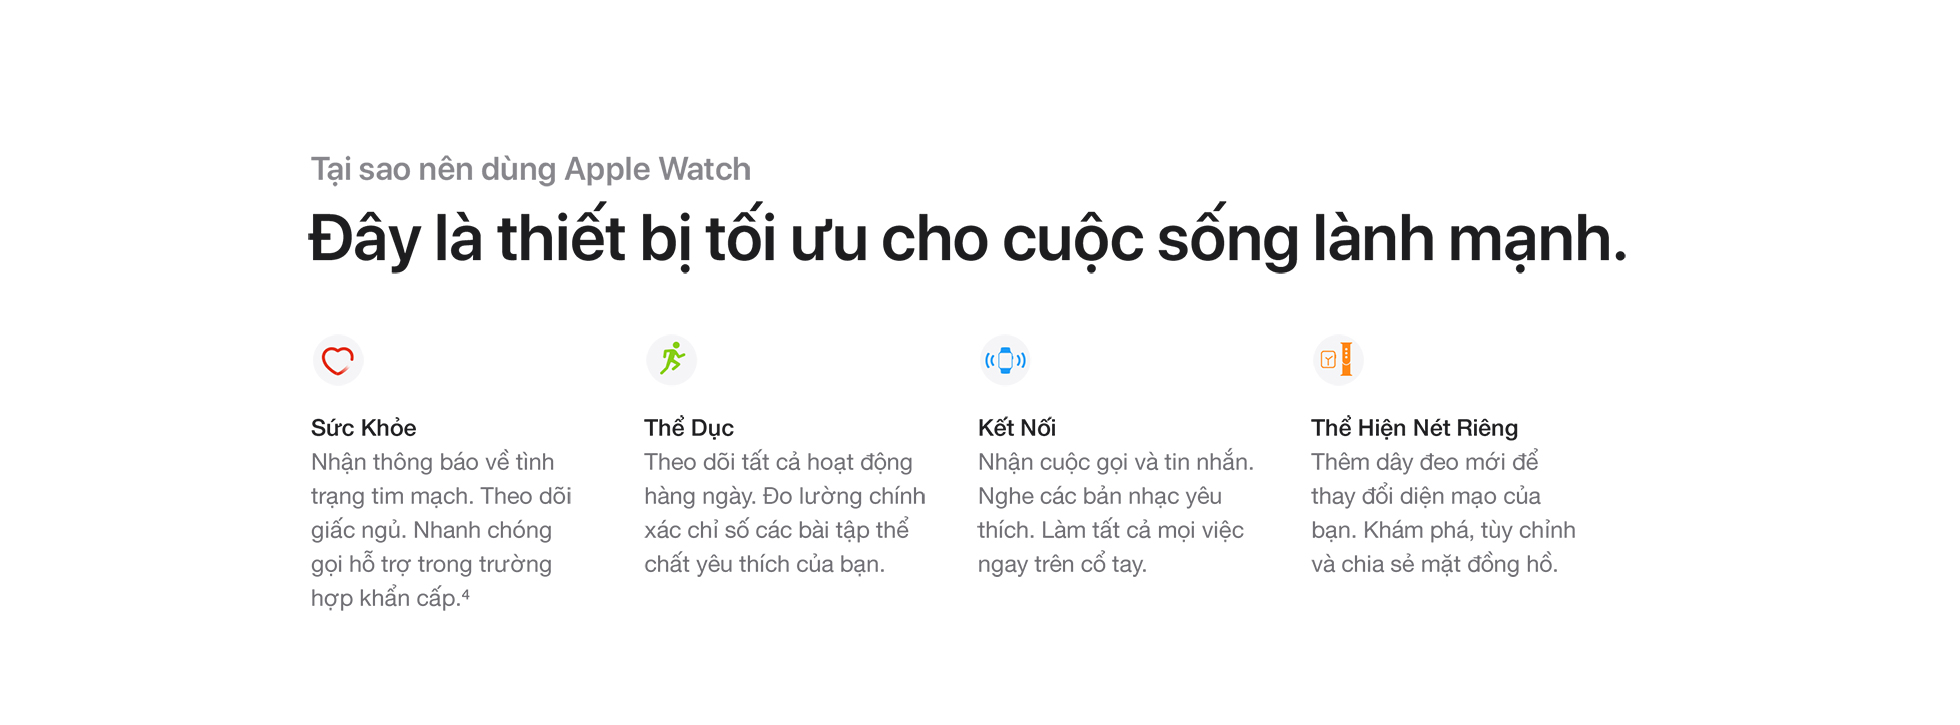 Tại sao nên dùng Apple Watch
Đây là thiết bị tối ưu cho cuộc sống lành mạnh.
Sức Khỏe
Nhận thông báo về tình
trạng tim mạch. Theo dõi
giấc ngủ. Nhanh chóng
gọi hỗ trợ trong trường
hợp khẩn cấp.⁴
Thể Dục
Theo dõi tất cả hoạt động
hàng ngày. Đo lường chính
xác chỉ số các bài tập thể
chất yêu thích của bạn.
Kết Nối
Nhận cuộc gọi và tin nhắn.
Nghe các bản nhạc yêu
thích. Làm tất cả mọi việc
ngay trên cổ tay.
Thể Hiện Nét Riêng
Thêm dây đeo mới để
thay đổi diện mạo của
bạn. Khám phá, tùy chỉnh
và chia sẻ mặt đồng hồ.